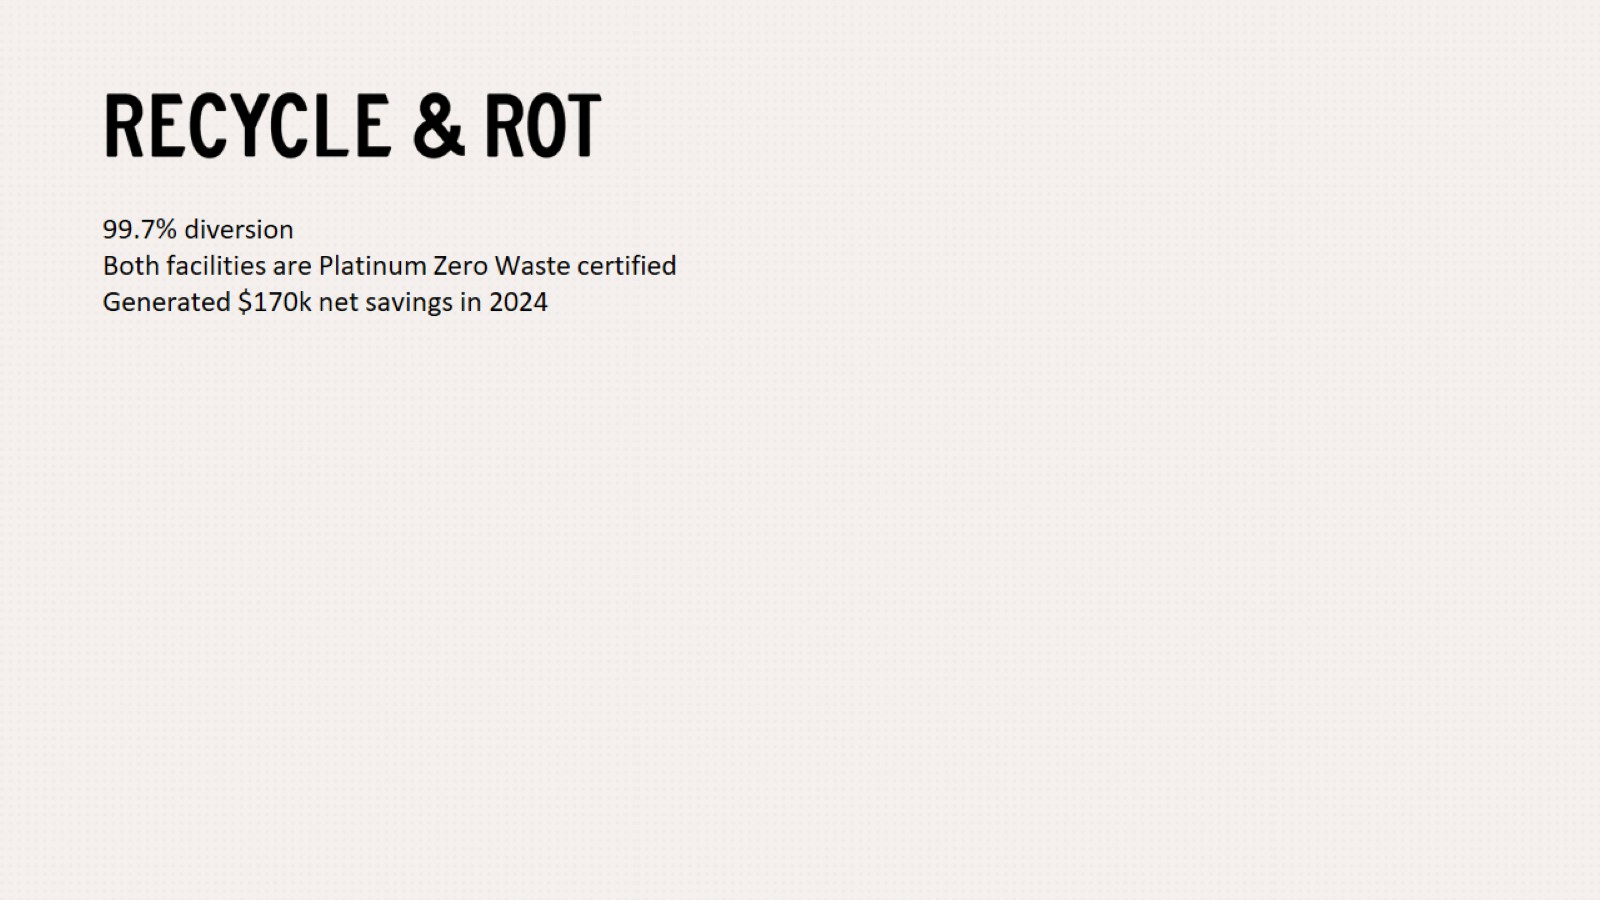 RECYCLE & ROT
99.7% diversion
Both facilities are Platinum Zero Waste certified
Generated $170k net savings in 2024